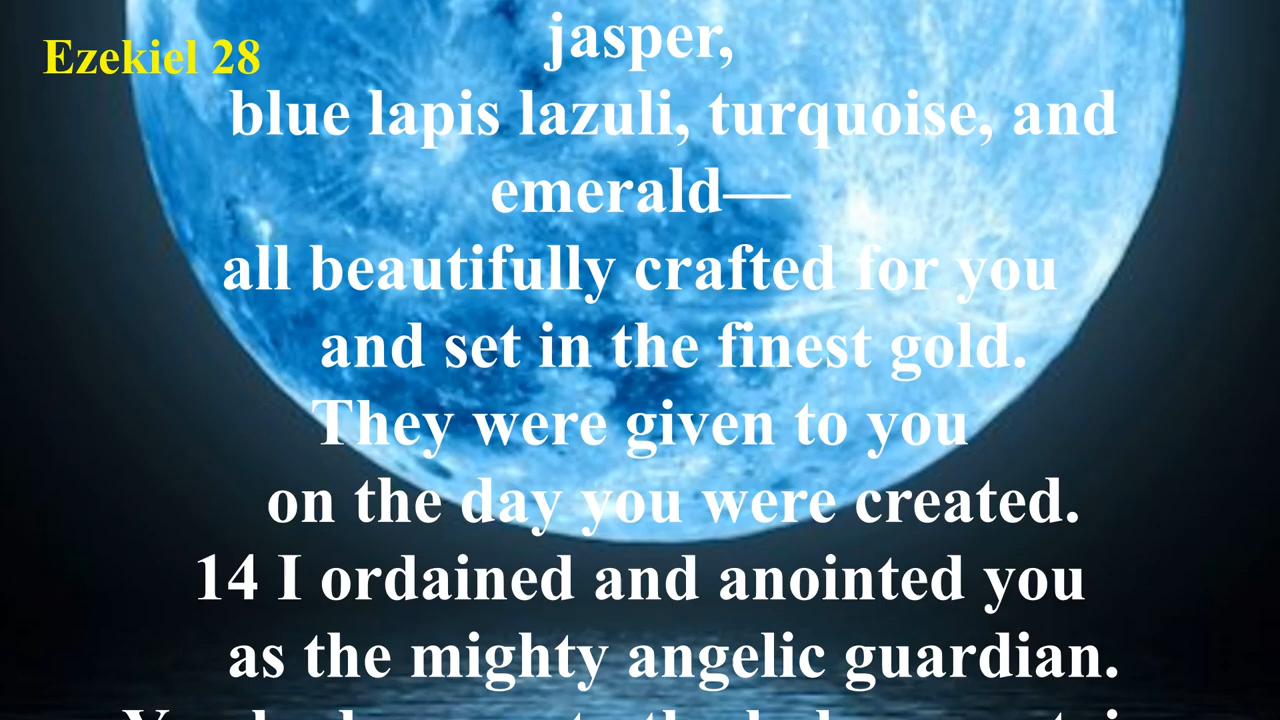 Ezekiel 28
jasper,
blue lapis lazuli, turquoise, and
emerald—
all beautifully crafted for you
and set in the finest gold.
They were given to you
on the day you were created.
14 I ordained and anointed you
as the mighty angelic guardian.